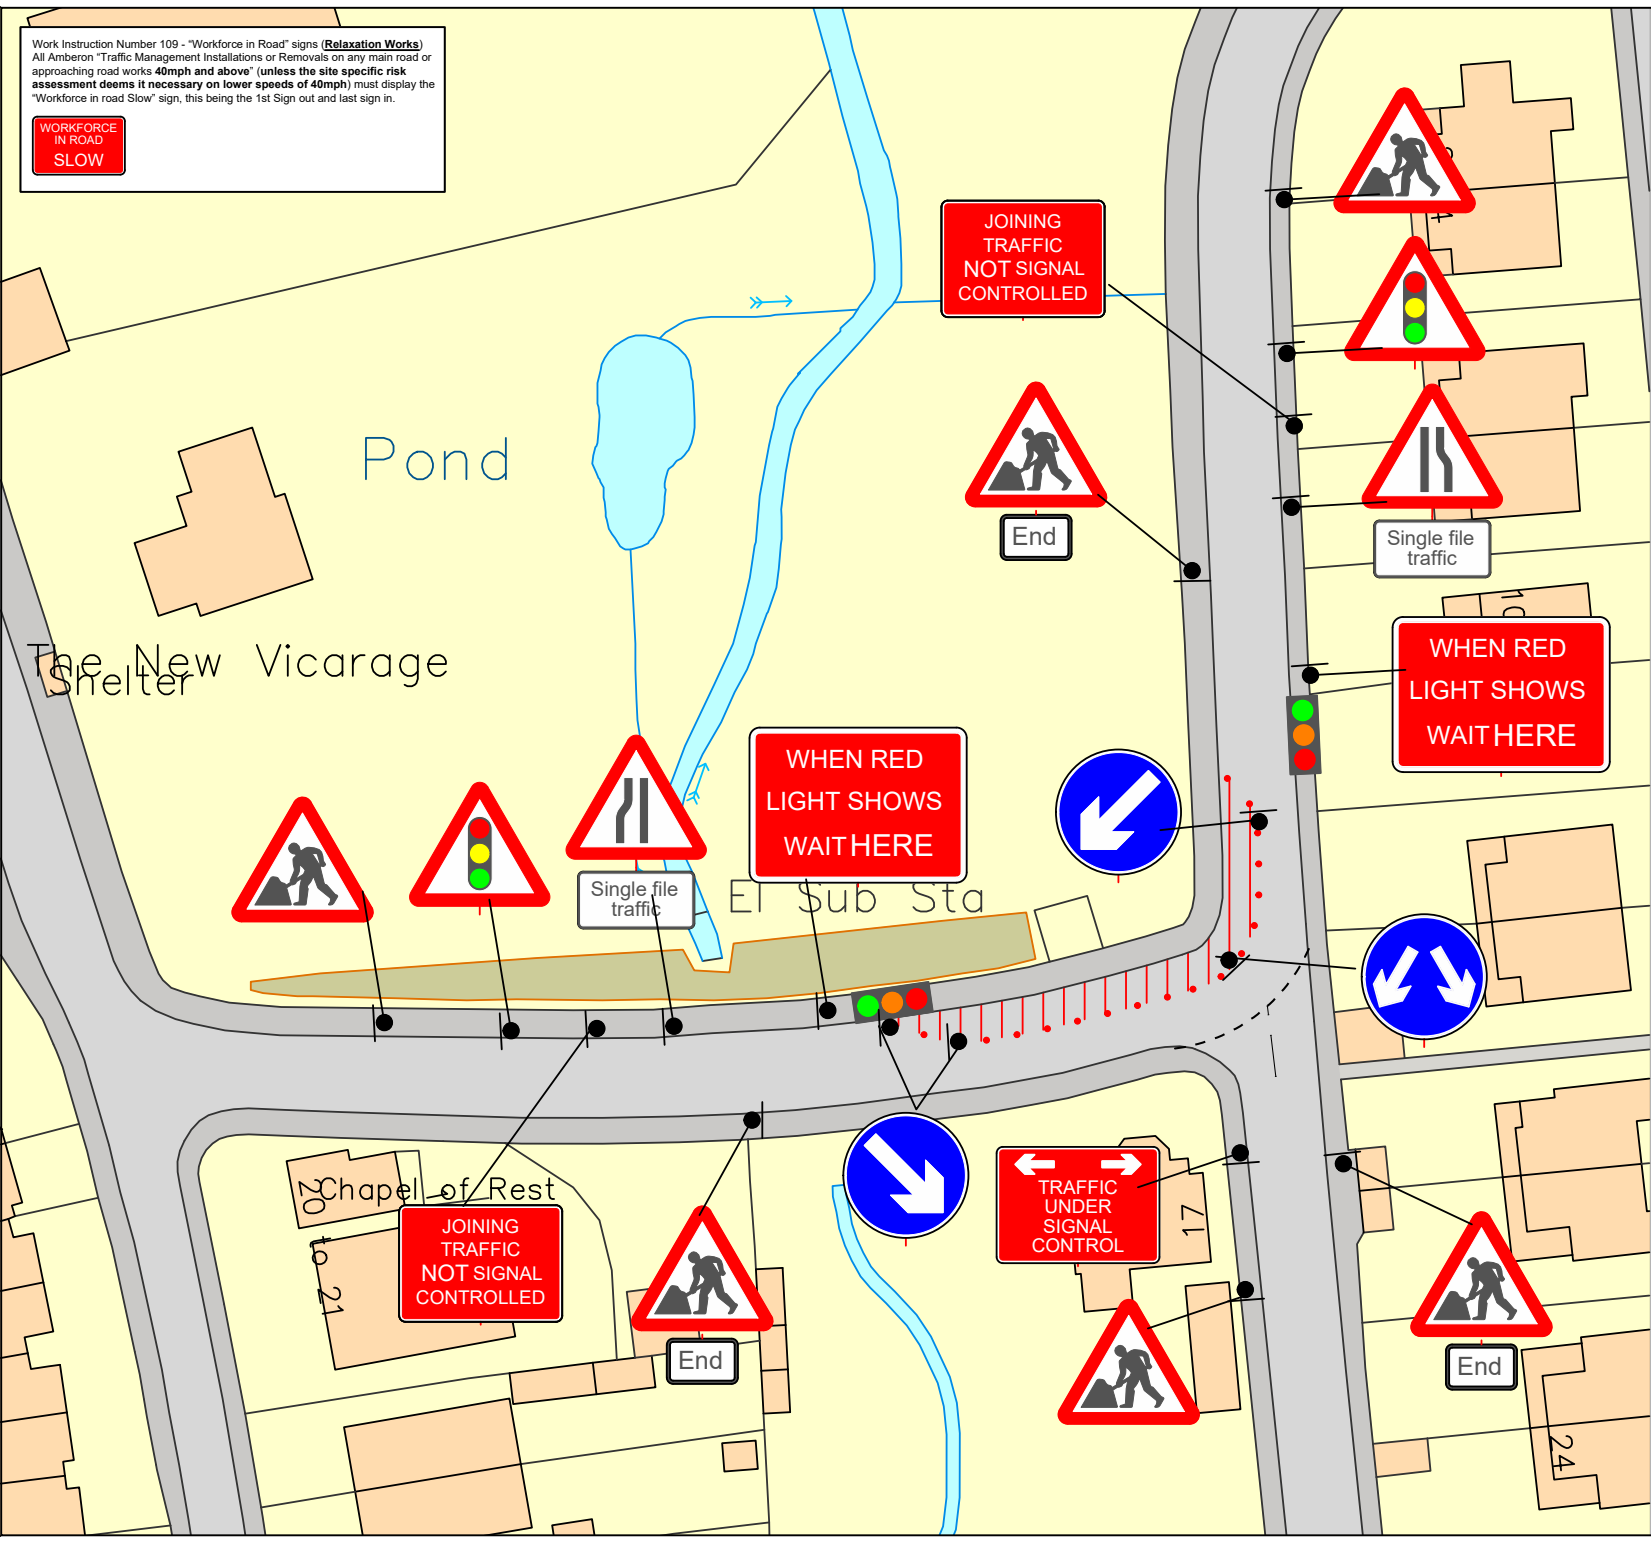 Work Instruction Number 109 - “Workforce in Road” signs (Relaxation Works)
All Amberon “Traffic Management Installations or Removals on any main road or
approaching road works 40mph and above” (unless the site specific risk
assessment deems it necessary on lower speeds of 40mph) must display the
“Workforce in road Slow” sign, this being the 1st Sign out and last sign in.
WORKFORCE
IN ROAD
SLOW
JOINING
TRAFFIC
NOT SIGNAL
CONTROLLED
Pond
End
Single file
traffic
10
WHEN RED
LIGHT SHOWS
WAIT HERE
The New Vicarage
Shelter
WHEN RED
LIGHT SHOWS
WAIT HERE
Single file
traffic
El Sub Sta
Chapel of Rest
20
to 21
JOINING
TRAFFIC
NOT SIGNAL
CONTROLLED
End
TRAFFIC
UNDER
SIGNAL
CONTROL
17
End
24